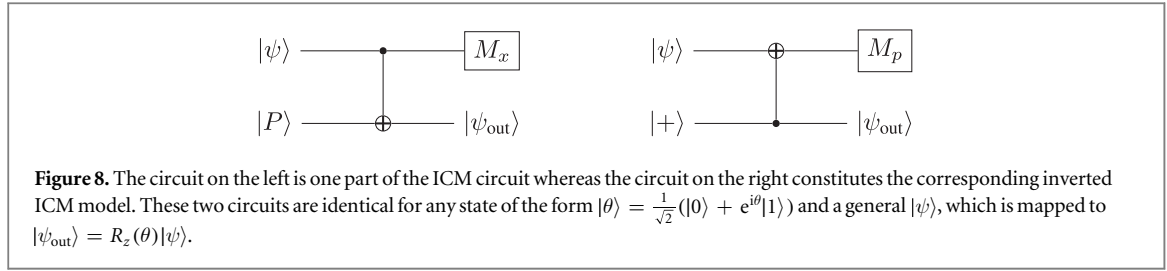 |ψ⟩ M_x |ψ⟩ M_p
|P⟩ |ψ_out⟩ |+⟩ |ψ_out⟩
Figure 8. The circuit on the left is one part of the ICM circuit whereas the circuit on the right constitutes the corresponding inverted
ICM model. These two circuits are identical for any state of the form |θ⟩ = 1/√2(|0⟩ + e^{iθ}|1⟩) and a general |ψ⟩, which is mapped to
|ψ_out⟩ = R_z(θ)|ψ⟩.